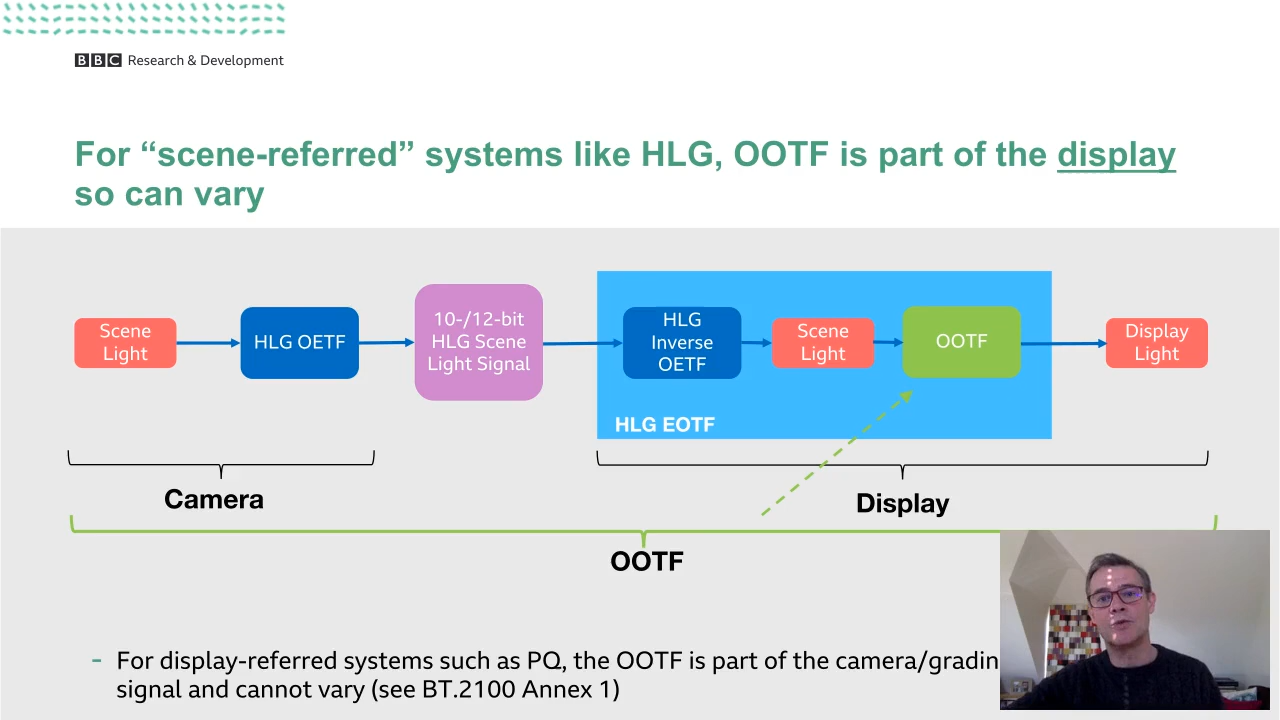 BBC Research & Development
For “scene-referred” systems like HLG, OOTF is part of the display
so can vary
Scene
Light
HLG OETF
10-/12-bit
HLG Scene
Light Signal
HLG
Inverse
OETF
Scene
Light
OOTF
Display
Light
HLG EOTF
Camera
Display
OOTF
- For display-referred systems such as PQ, the OOTF is part of the camera/gradin
signal and cannot vary (see BT.2100 Annex 1)